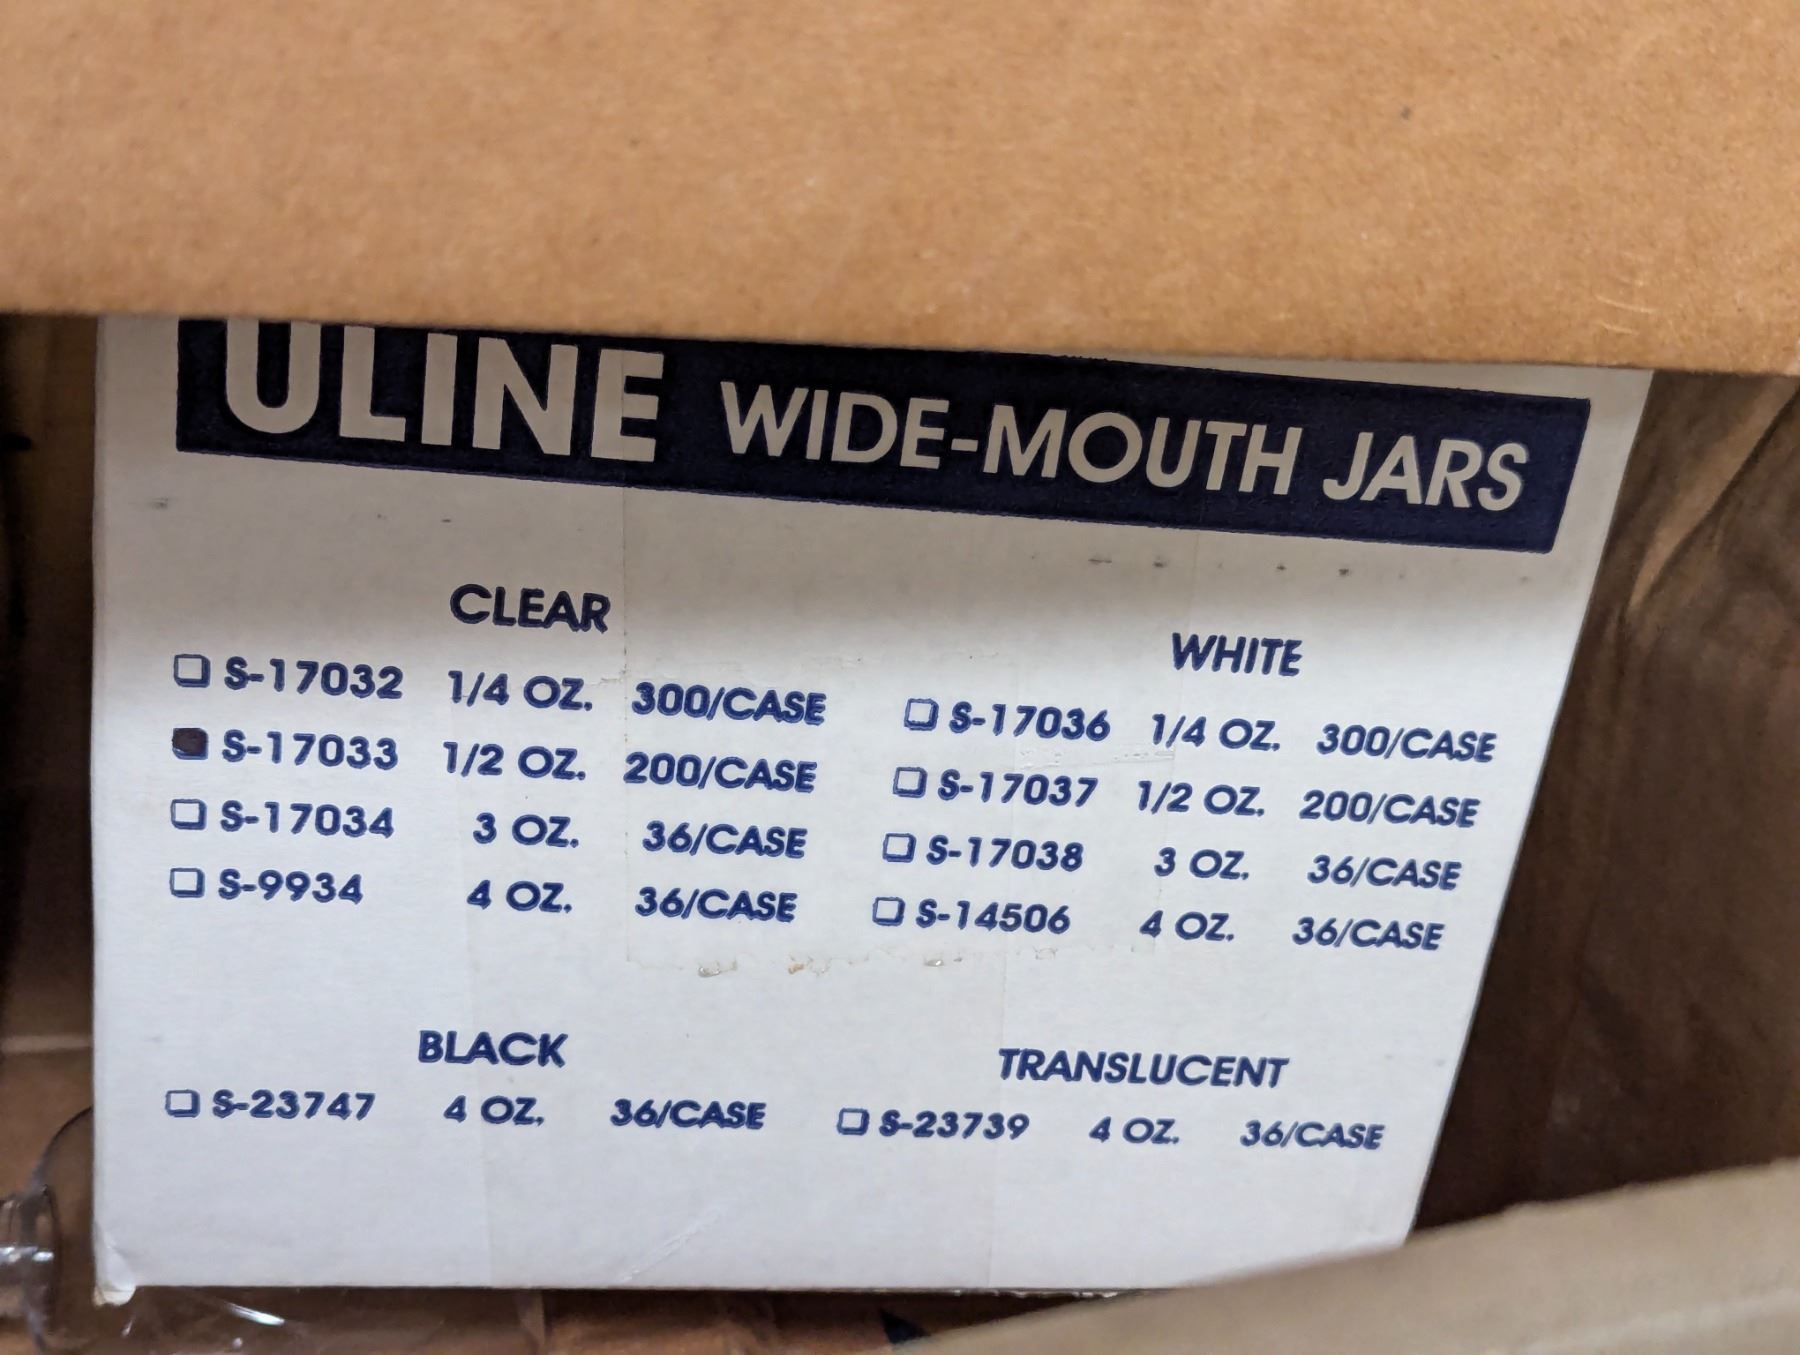 ULINE WIDE-MOUTH JARS
CLEAR
S-17032 1/4 OZ. 300/CASE
S-17033 1/2 OZ. 200/CASE
S-17034 3 OZ. 36/CASE
S-9934 4 OZ. 36/CASE
WHITE
S-17036 1/4 OZ. 300/CASE
S-17037 1/2 OZ. 200/CASE
S-17038 3 OZ. 36/CASE
S-14506 4 OZ. 36/CASE
BLACK
S-23747 4 OZ. 36/CASE
TRANSLUCENT
S-23739 4 OZ. 36/CASE